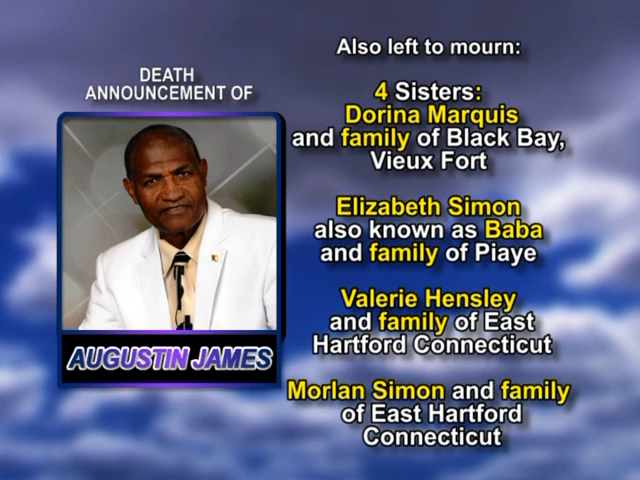 DEATH
ANNOUNCEMENT OF
AUGUSTIN JAMES
Also left to mourn:
4 Sisters:
Dorina Marquis
and family of Black Bay,
Vieux Fort
Elizabeth Simon
also known as Baba
and family of Piaye
Valerie Hensley
and family of East
Hartford Connecticut
Morlan Simon and family
of East Hartford
Connecticut